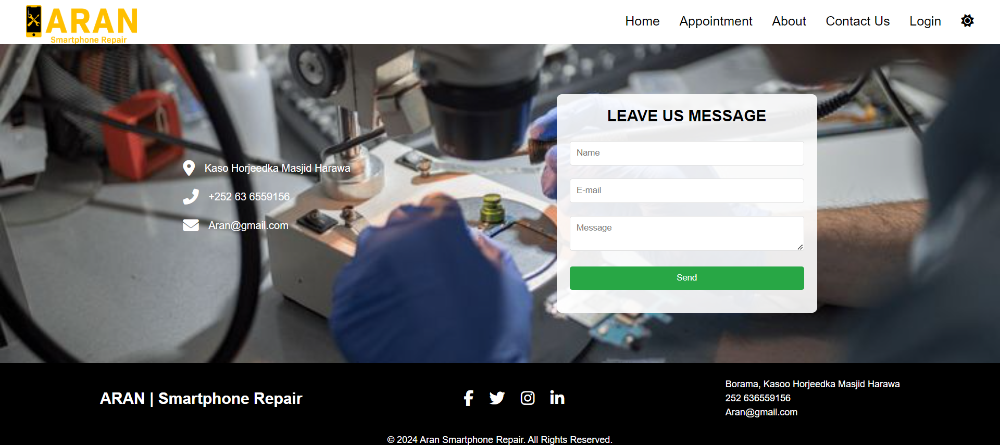 ARAN
Smartphone Repair
Home Appointment About Contact Us Login
LEAVE US MESSAGE
Name
E-mail
Message
Send
Kaso Horjeedka Masjid Harawa
+252 63 6559156
Aran@gmail.com
ARAN | Smartphone Repair
Borama, Kasoo Horjeedka Masjid Harawa
252 636559156
Aran@gmail.com
© 2024 Aran Smartphone Repair. All Rights Reserved.